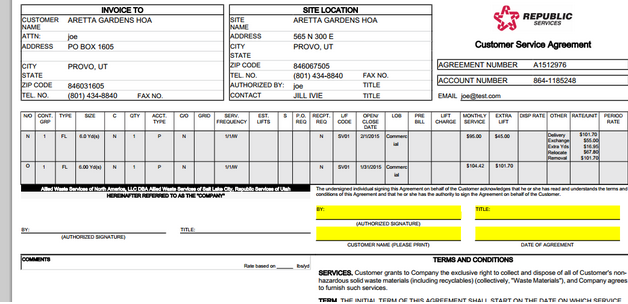 INVOICE TO
CUSTOMER NAME ARETTA GARDENS HOA
ATTN: joe
ADDRESS PO BOX 1605
CITY PROVO, UT
STATE
ZIP CODE 846031605
TEL. NO. (801) 434-8840 FAX NO.
SITE LOCATION
SITE NAME ARETTA GARDENS HOA
ADDRESS 565 N 300 E
CITY PROVO, UT
STATE
ZIP CODE 846067505
TEL. NO. (801) 434-8840 FAX NO.
AUTHORIZED BY: joe TITLE
CONTACT JILL IVIE TEL. NO.
REPUBLIC
SERVICES
Customer Service Agreement
AGREEMENT NUMBER A1512976
ACCOUNT NUMBER 864-1185248
EMAIL joe@test.com
N/O CONT. GRP TYPE SIZE C QTY ACCT. TYPE C/O GRID SERV. FREQUENCY EST. LIFTS S P.O. REQ RECPT. REQ L/F CODE OPEN/ CLOSE DATE LOB PRE BILL LIFT CHARGE MONTHLY SERVICE EXTRA LIFT DISP RATE OTHER RATE/UNIT PERIOD RATE
N 1 FL 6.0 Yd(s) N 1 P N 1/1/W N SV01 2/1/2015 Commerc ial $95.00 $45.00
Delivery $101.70
Exchange $55.00
Extra Yds $16.95
Relocate $67.80
Removal $101.70
O 1 FL 6.00 Yd(s) N 1 P N 1/1/W N SV01 1/31/2015 Commerc ial $104.42 $101.70
Allied Waste Services of North America, LLC DBA Allied Waste Services of Salt Lake City, Republic Services of Utah
HEREINAFTER REFERRED TO AS THE "COMPANY"
BY: TITLE:
(AUTHORIZED SIGNATURE)
The undersigned individual signing this Agreement on behalf of the Customer acknowledges that he or she has read and understands the terms and
conditions of this Agreement and that he or she has the authority to sign the Agreement on behalf of the Customer.
BY: TITLE:
(AUTHORIZED SIGNATURE)
CUSTOMER NAME (PLEASE PRINT) DATE OF AGREEMENT
COMMENTS
Rate based on ______ lbs/yd
TERMS AND CONDITIONS
SERVICES, Customer grants to Company the exclusive right to collect and dispose of all of Customer's non-
hazardous solid waste materials (including recyclables) (collectively, "Waste Materials"), and Company agrees
to furnish such services.
TERM. THE INITIAL TERM OF THIS AGREEMENT SHALL START ON THE DATE ON WHICH SERVICE